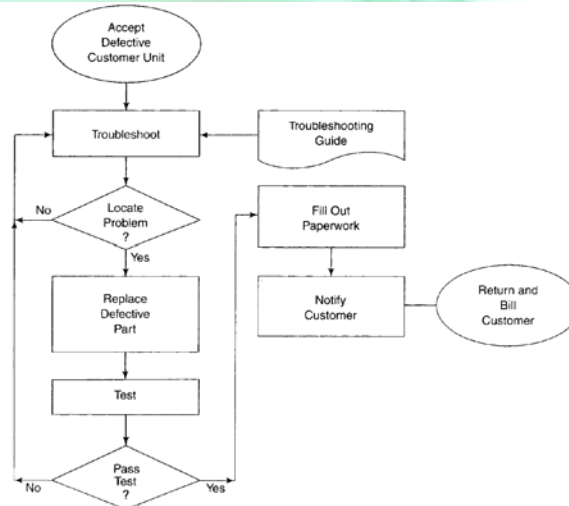 Accept
Defective
Customer Unit
Troubleshoot
Troubleshooting
Guide
No
Locate
Problem
?
Yes
Fill Out
Paperwork
Replace
Defective
Part
Notify
Customer
Return and
Bill
Customer
Test
No
Pass
Test
?
Yes